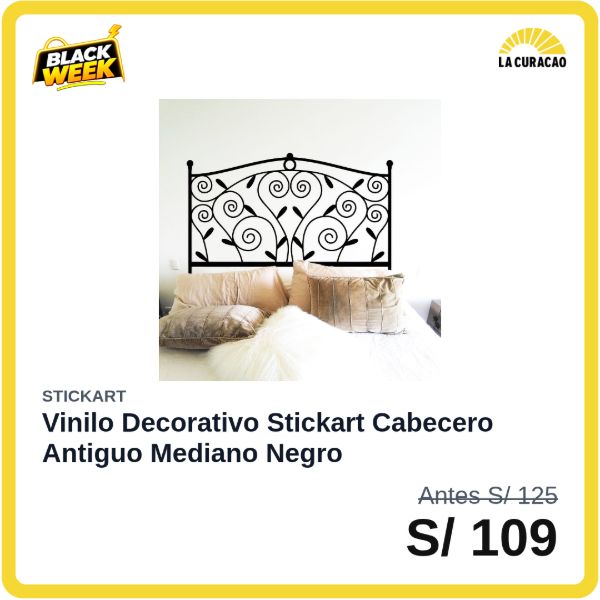 BLACK
WEEK
LA CURACAO
STICKART
Vinilo Decorativo Stickart Cabecero
Antiguo Mediano Negro
Antes S/ 125
S/ 109